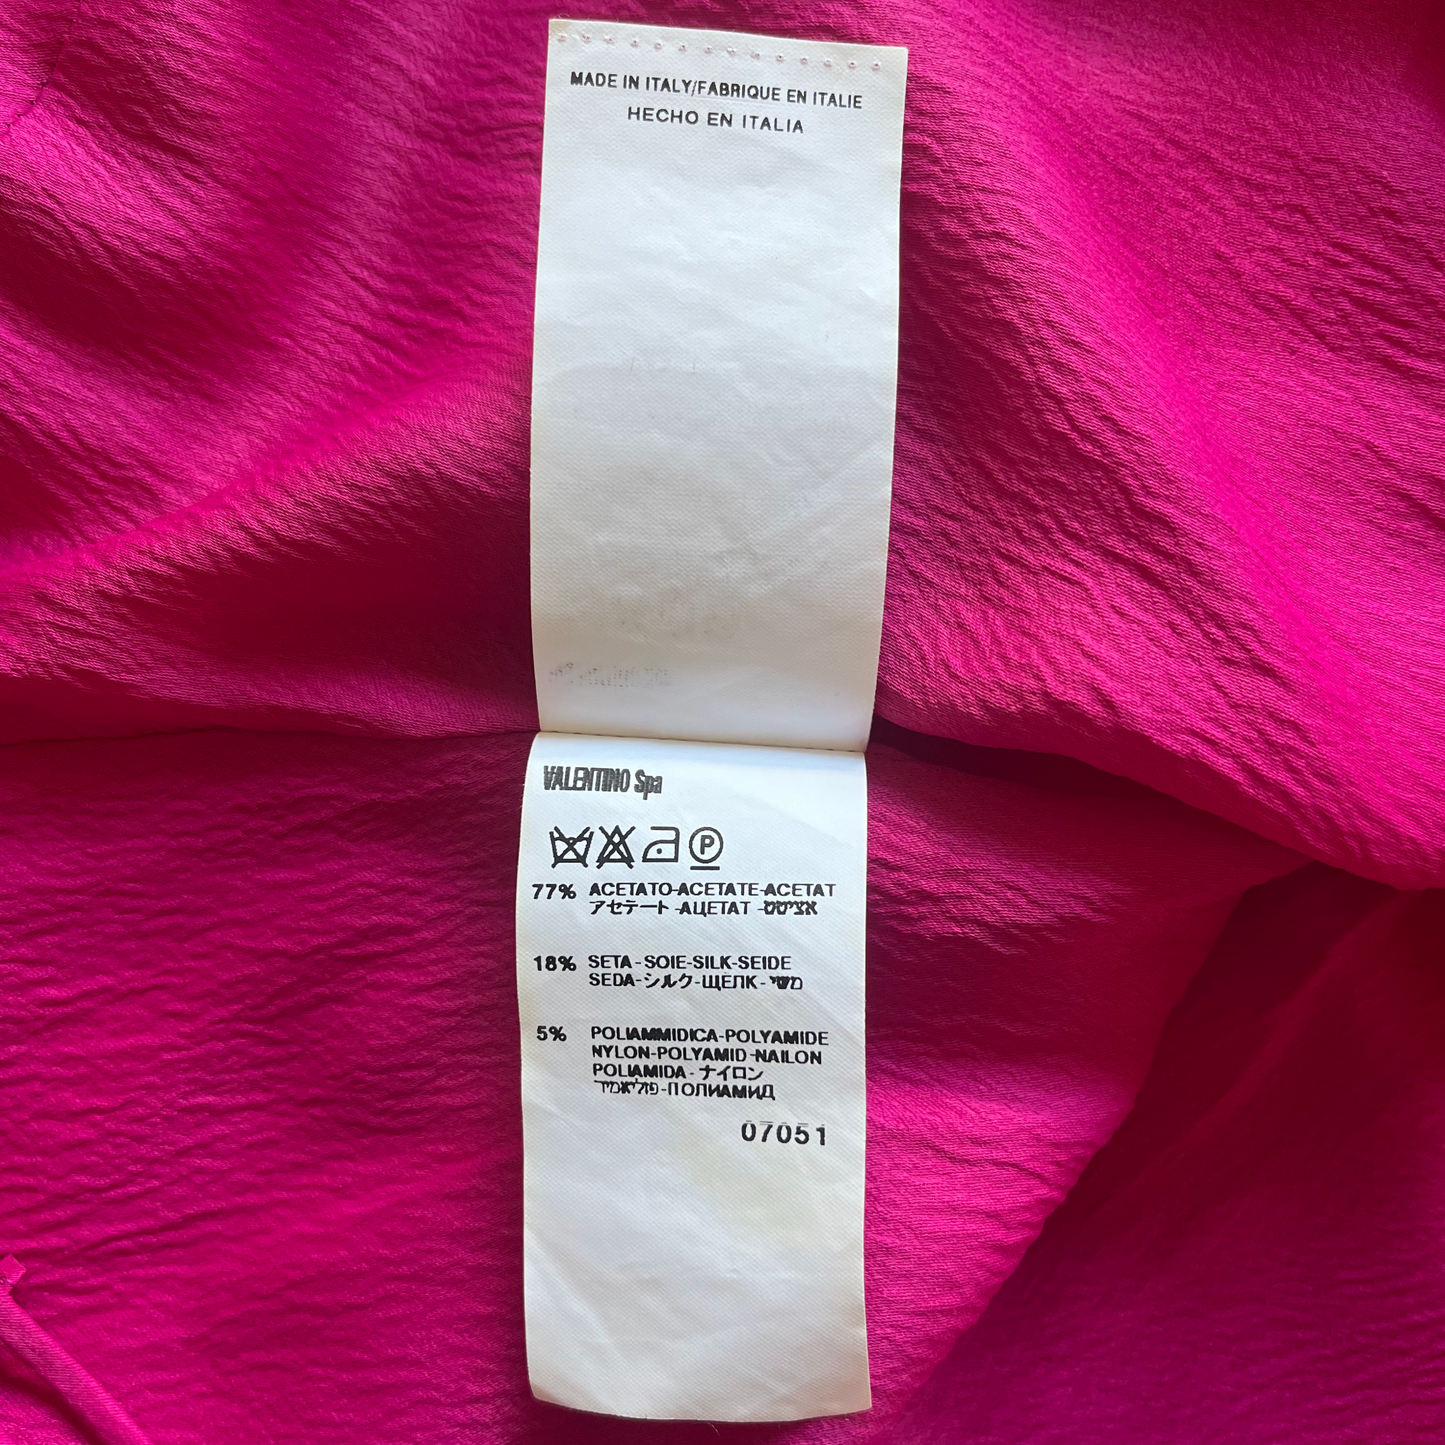 MADE IN ITALY/FABRIQUE EN ITALIE
HECHO EN ITALIA
VALENTINO Spa
P
77% ACETATO-ACETATE-ACETAT
アセテート-АЦЕТАТ-אציטט
18% SETA-SOIE-SILK-SEIDE
SEDA-シルク-ЩЁЛК-משי
5% POLIAMMIDICA-POLYAMIDE
NYLON-POLYAMID-NAILON
POLIAMIDA-ナイロン
פוליאמיד-ПОЛИАМИД
07051